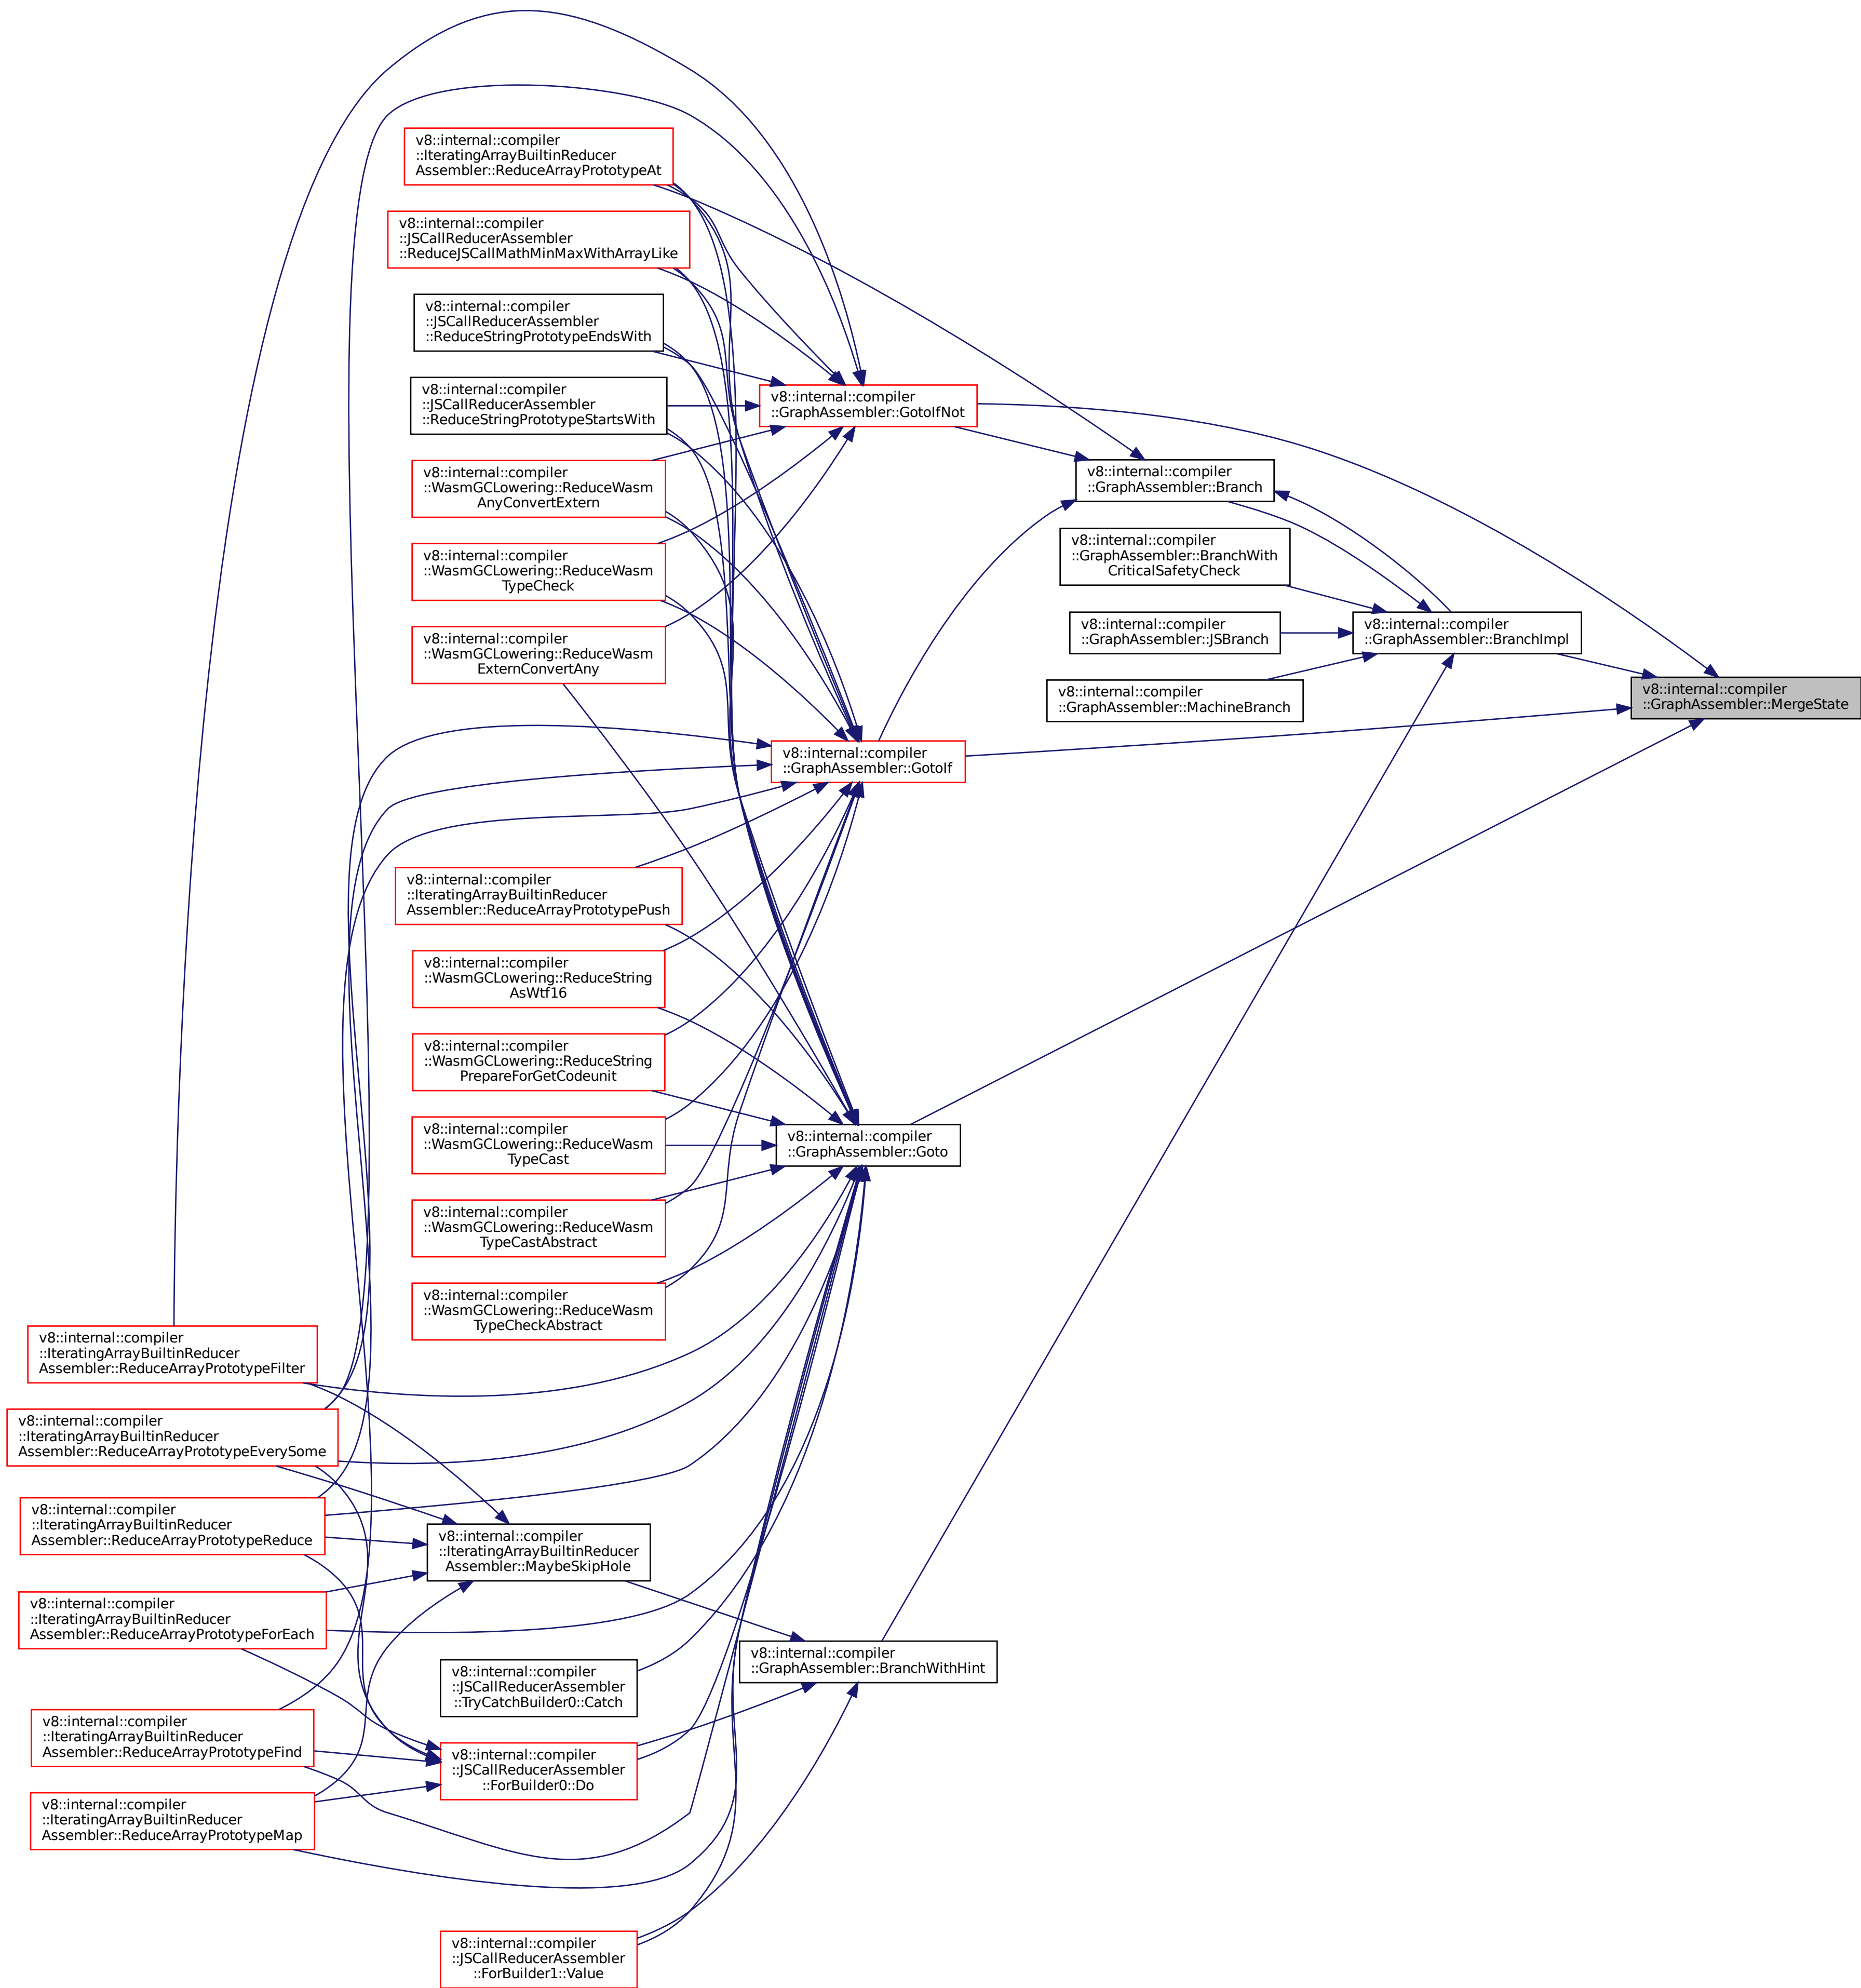 v8::internal::compiler
::IteratingArrayBuiltinReducer
Assembler::ReduceArrayPrototypeAt
v8::internal::compiler
::JSCallReducerAssembler
::ReduceJSCallMathMinMaxWithArrayLike
v8::internal::compiler
::JSCallReducerAssembler
::ReduceStringPrototypeEndsWith
v8::internal::compiler
::JSCallReducerAssembler
::ReduceStringPrototypeStartsWith
v8::internal::compiler
::GraphAssembler::GotoIfNot
v8::internal::compiler
::WasmGCLowering::ReduceWasm
AnyConvertExtern
v8::internal::compiler
::GraphAssembler::Branch
v8::internal::compiler
::WasmGCLowering::ReduceWasm
TypeCheck
v8::internal::compiler
::GraphAssembler::BranchWith
CriticalSafetyCheck
v8::internal::compiler
::WasmGCLowering::ReduceWasm
ExternConvertAny
v8::internal::compiler
::GraphAssembler::JSBranch
v8::internal::compiler
::GraphAssembler::BranchImpl
v8::internal::compiler
::GraphAssembler::MachineBranch
v8::internal::compiler
::GraphAssembler::MergeState
v8::internal::compiler
::GraphAssembler::GotoIf
v8::internal::compiler
::IteratingArrayBuiltinReducer
Assembler::ReduceArrayPrototypePush
v8::internal::compiler
::WasmGCLowering::ReduceString
AsWtf16
v8::internal::compiler
::WasmGCLowering::ReduceString
PrepareForGetCodeunit
v8::internal::compiler
::WasmGCLowering::ReduceWasm
TypeCast
v8::internal::compiler
::GraphAssembler::Goto
v8::internal::compiler
::WasmGCLowering::ReduceWasm
TypeCastAbstract
v8::internal::compiler
::WasmGCLowering::ReduceWasm
TypeCheckAbstract
v8::internal::compiler
::IteratingArrayBuiltinReducer
Assembler::ReduceArrayPrototypeFilter
v8::internal::compiler
::IteratingArrayBuiltinReducer
Assembler::ReduceArrayPrototypeEverySome
v8::internal::compiler
::IteratingArrayBuiltinReducer
Assembler::ReduceArrayPrototypeReduce
v8::internal::compiler
::IteratingArrayBuiltinReducer
Assembler::MaybeSkipHole
v8::internal::compiler
::IteratingArrayBuiltinReducer
Assembler::ReduceArrayPrototypeForEach
v8::internal::compiler
::JSCallReducerAssembler
::TryCatchBuilder0::Catch
v8::internal::compiler
::GraphAssembler::BranchWithHint
v8::internal::compiler
::IteratingArrayBuiltinReducer
Assembler::ReduceArrayPrototypeFind
v8::internal::compiler
::JSCallReducerAssembler
::ForBuilder0::Do
v8::internal::compiler
::IteratingArrayBuiltinReducer
Assembler::ReduceArrayPrototypeMap
v8::internal::compiler
::JSCallReducerAssembler
::ForBuilder1::Value